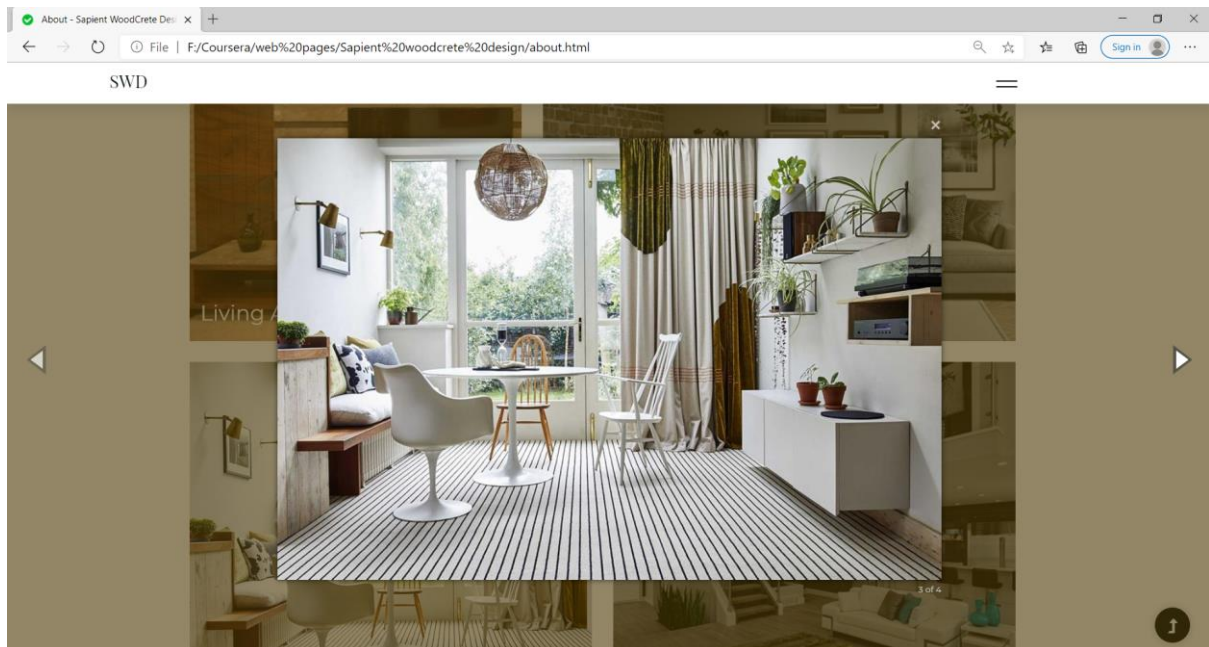 About - Sapient WoodCrete Des
File | F:/Coursera/web%20pages/Sapient%20woodcrete%20design/about.html
Sign in
SWD
Living
3 of 4